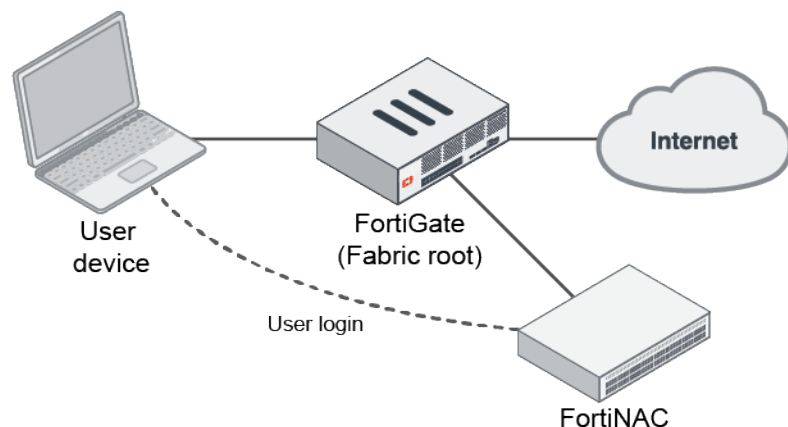 Internet
User
device
FortiGate
(Fabric root)
User login
FortiNAC